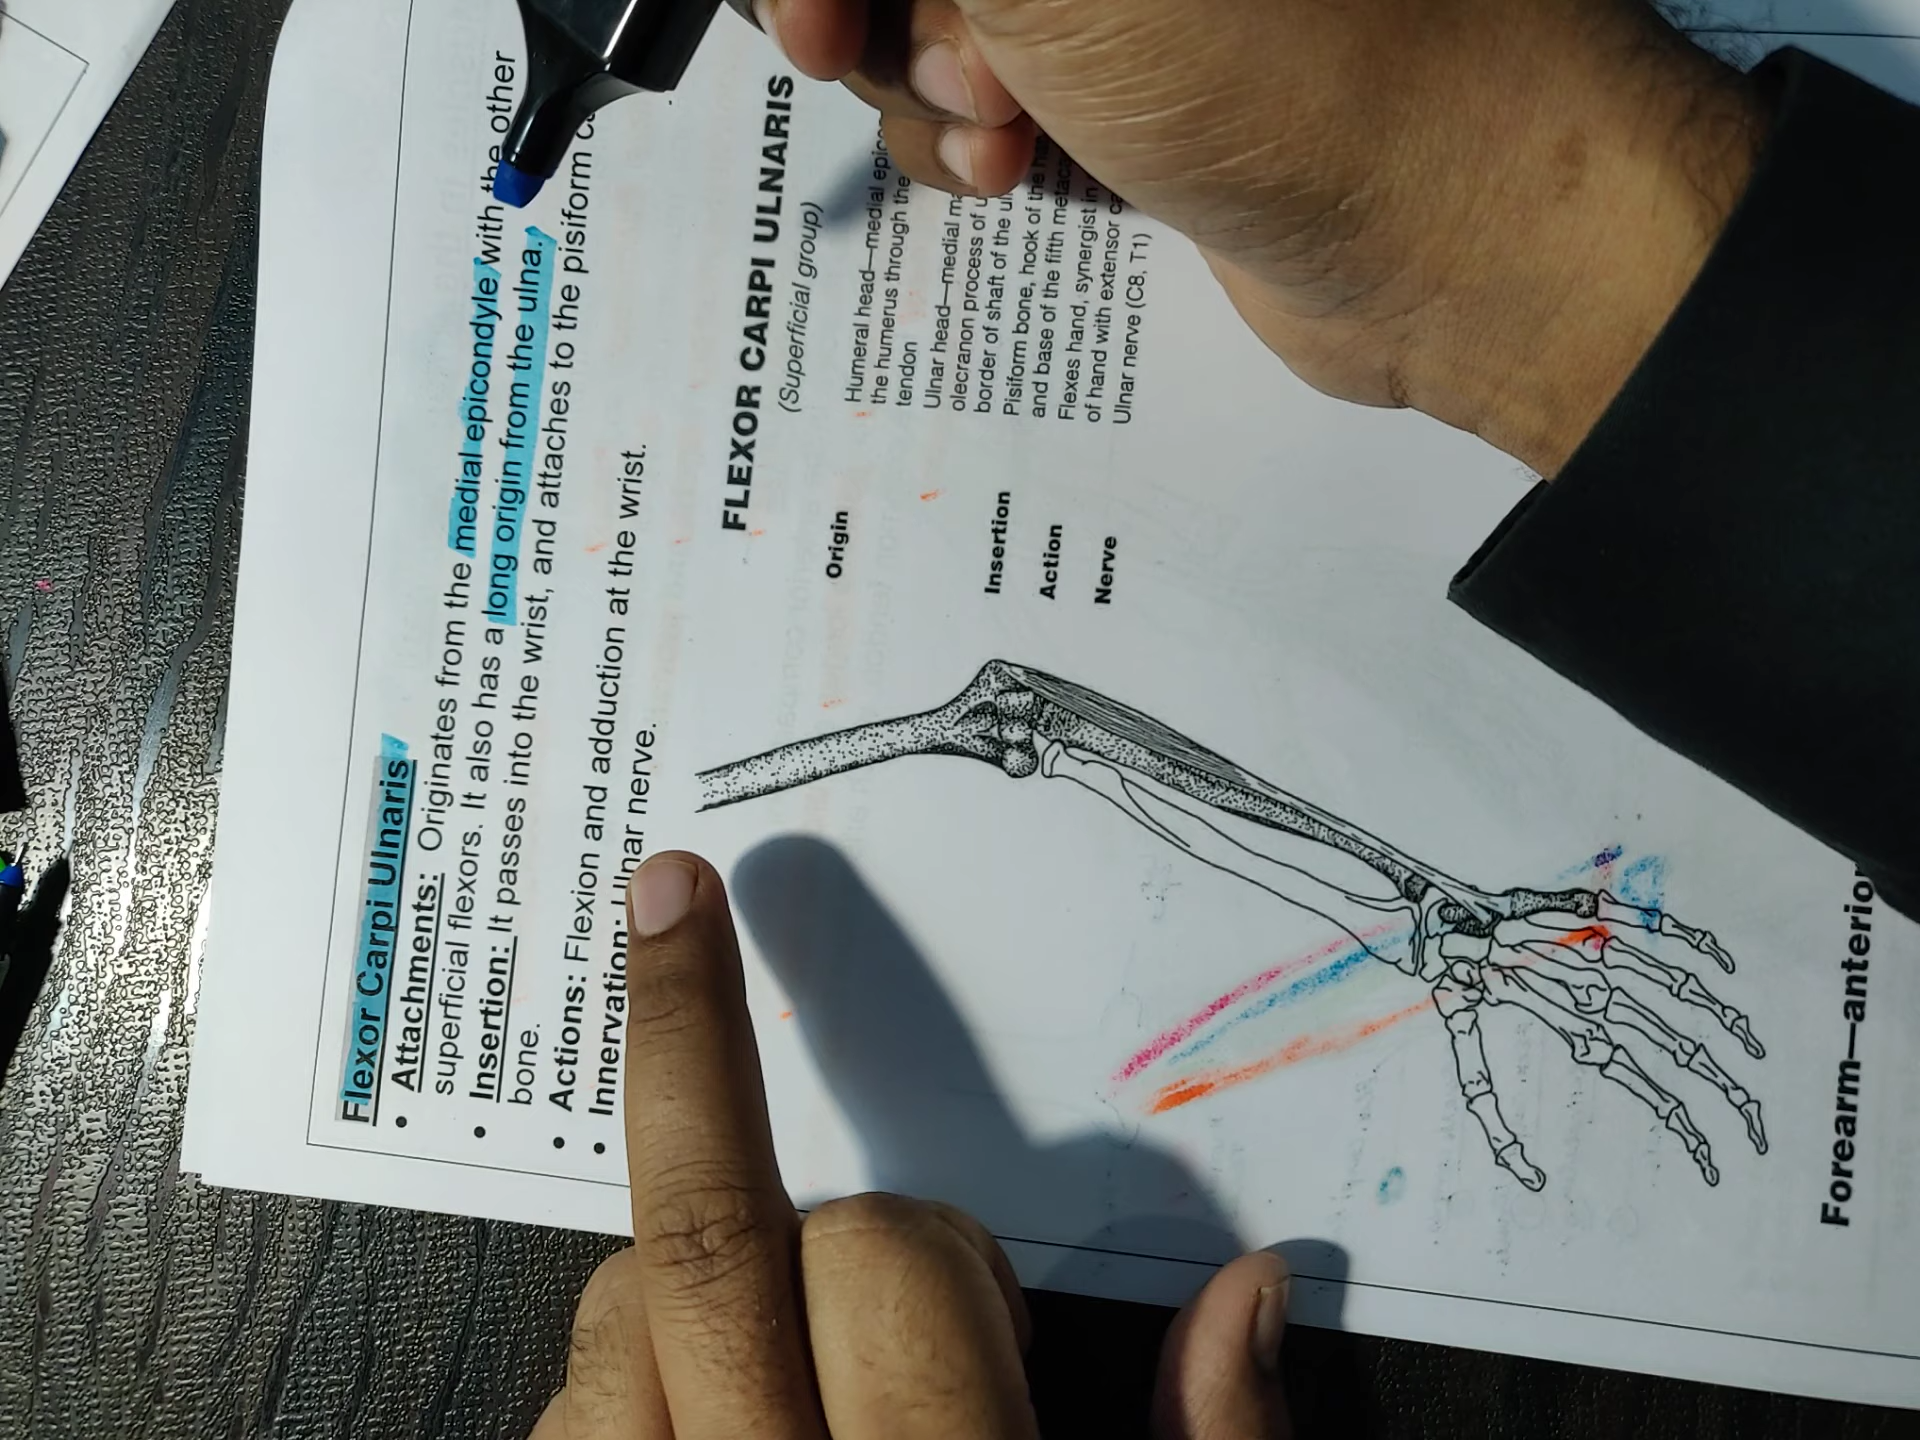 Flexor Carpi Ulnaris
• Attachments: Originates from the medial epicondyle with the other
superficial flexors. It also has a long origin from the ulna.
• Insertion: It passes into the wrist, and attaches to the pisiform
bone.
• Actions: Flexion and adduction at the wrist.
• Innervation: Ulnar nerve.
FLEXOR CARPI ULNARIS
(Superficial group)
Origin Humeral head—medial
the humerus through the
tendon
Ulnar head—medial
olecranon process of
border of shaft of the
Insertion Pisiform bone, hook of the
and base of the fifth
Action Flexes hand, synergist in
of hand with extensor
Nerve Ulnar nerve (C8, T1)
Forearm—anterior